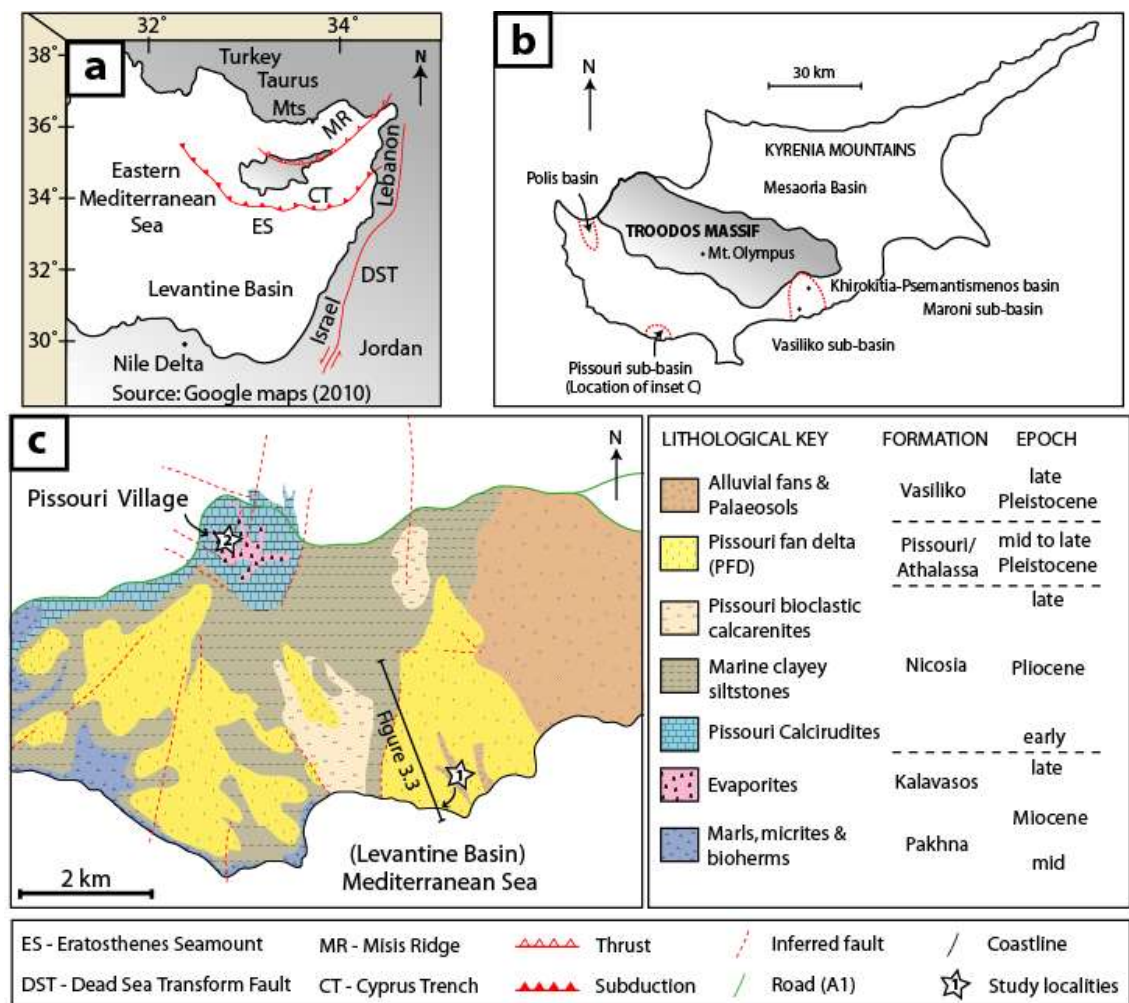 a
32˚
34˚
38˚
36˚
34˚
32˚
30˚
N
Turkey
Taurus
Mts
MR
Lebanon
Eastern
Mediterranean
Sea
CT
ES
DST
Levantine Basin
Israel
Jordan
Nile Delta
Source: Google maps (2010)
b
N
30 km
KYRENIA MOUNTAINS
Mesaoria Basin
Polis basin
TROODOS MASSIF
Mt. Olympus
Khirokitia-Psemantismenos basin
Maroni sub-basin
Vasiliko sub-basin
Pissouri sub-basin
(Location of inset C)
c
N
Pissouri Village
2
Figure 3.3
1
(Levantine Basin)
Mediterranean Sea
2 km
LITHOLOGICAL KEY FORMATION EPOCH
Alluvial fans &
Palaeosols
Vasiliko
late
Pleistocene
Pissouri fan delta
(PFD)
Pissouri/
Athalassa
mid to late
Pleistocene
late
Pissouri bioclastic
calcarenites
Marine clayey
siltstones
Nicosia
Pliocene
Pissouri Calcirudites
early
late
Evaporites
Kalavasos
Miocene
Marls, micrites &
bioherms
Pakhna
mid
ES - Eratosthenes Seamount MR - Misis Ridge Thrust Inferred fault Coastline
DST - Dead Sea Transform Fault CT - Cyprus Trench Subduction Road (A1) 1 Study localities